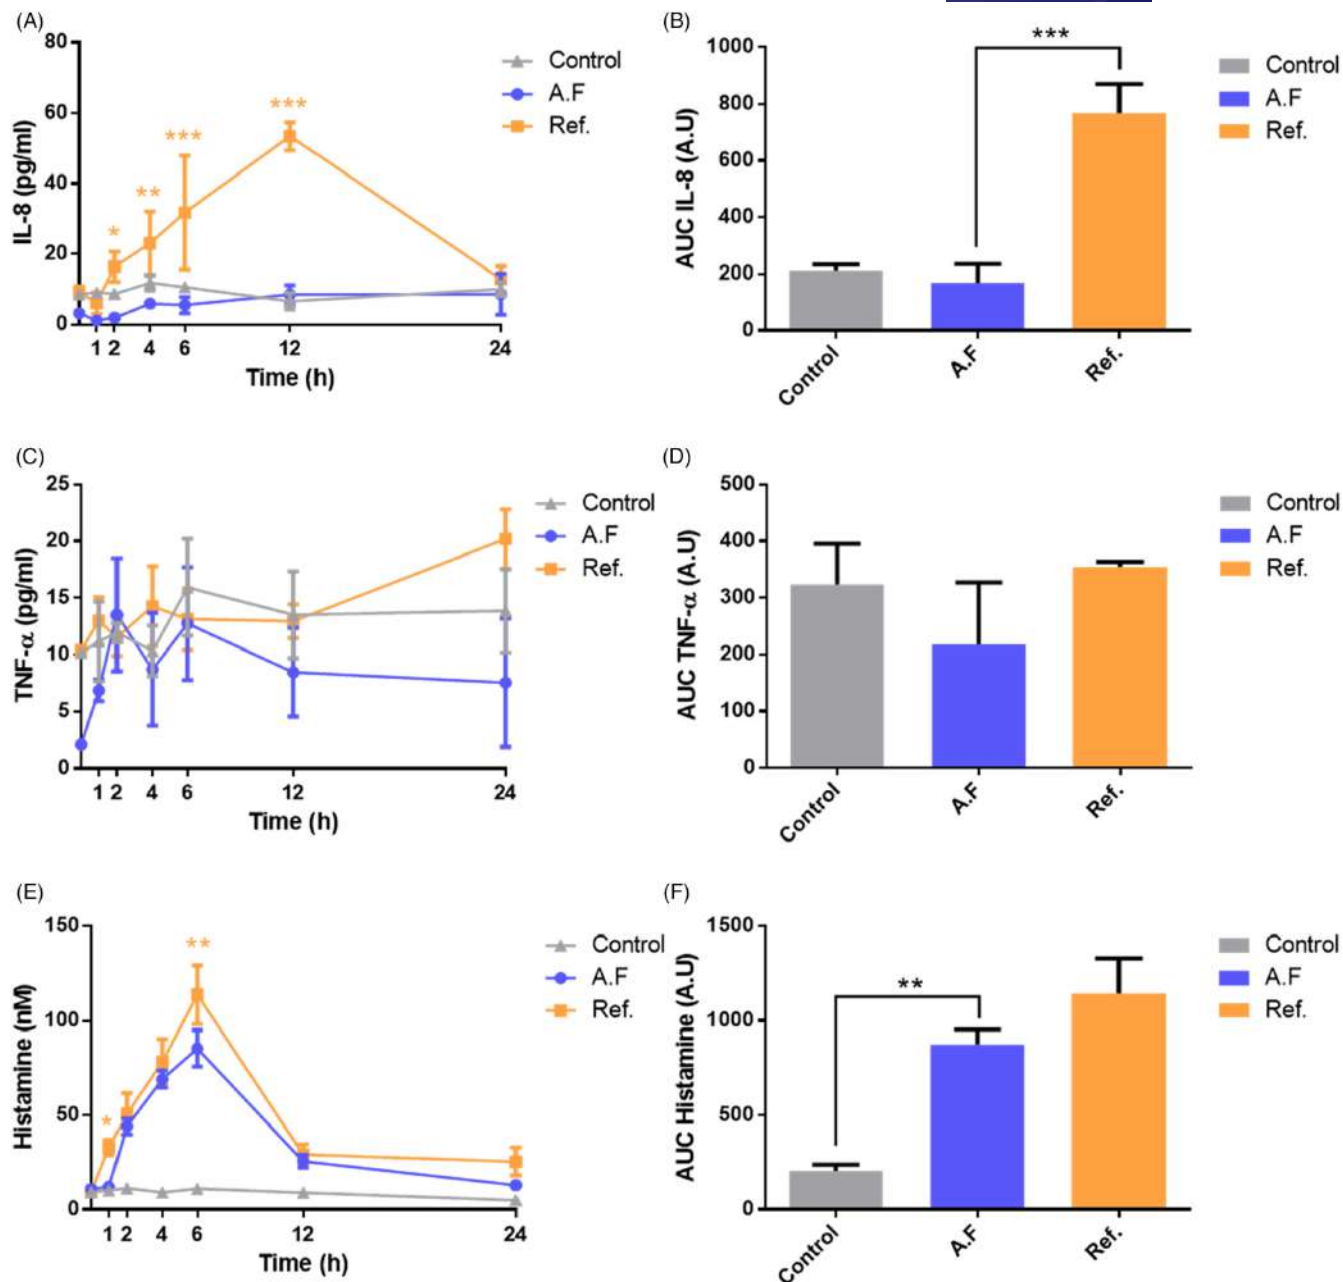 (A)
80
60
40
20
0
IL-8 (pg/ml)
*
**
***
***
Control
A.F
Ref.
1 2 4 6 12 24
Time (h)
(B)
1000
800
600
400
200
0
AUC IL-8 (A.U)
***
Control
A.F
Ref.
Control A.F Ref.
(C)
25
20
15
10
5
0
TNF-α (pg/ml)
Control
A.F
Ref.
1 2 4 6 12 24
Time (h)
(D)
500
400
300
200
100
0
AUC TNF-α (A.U)
Control
A.F
Ref.
Control A.F Ref.
(E)
150
100
50
0
Histamine (nM)
*
**
Control
A.F
Ref.
1 2 4 6 12 24
Time (h)
(F)
1500
1000
500
0
AUC Histamine (A.U)
**
Control
A.F
Ref.
Control A.F Ref.